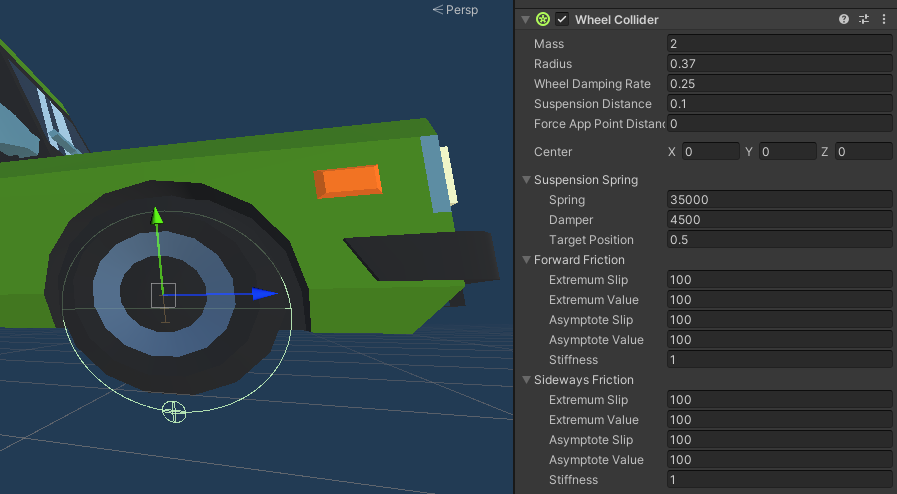 Persp
Wheel Collider
Mass 2
Radius 0.37
Wheel Damping Rate 0.25
Suspension Distance 0.1
Force App Point Distanc 0
Center X 0 Y 0 Z 0
Suspension Spring
Spring 35000
Damper 4500
Target Position 0.5
Forward Friction
Extremum Slip 100
Extremum Value 100
Asymptote Slip 100
Asymptote Value 100
Stiffness 1
Sideways Friction
Extremum Slip 100
Extremum Value 100
Asymptote Slip 100
Asymptote Value 100
Stiffness 1